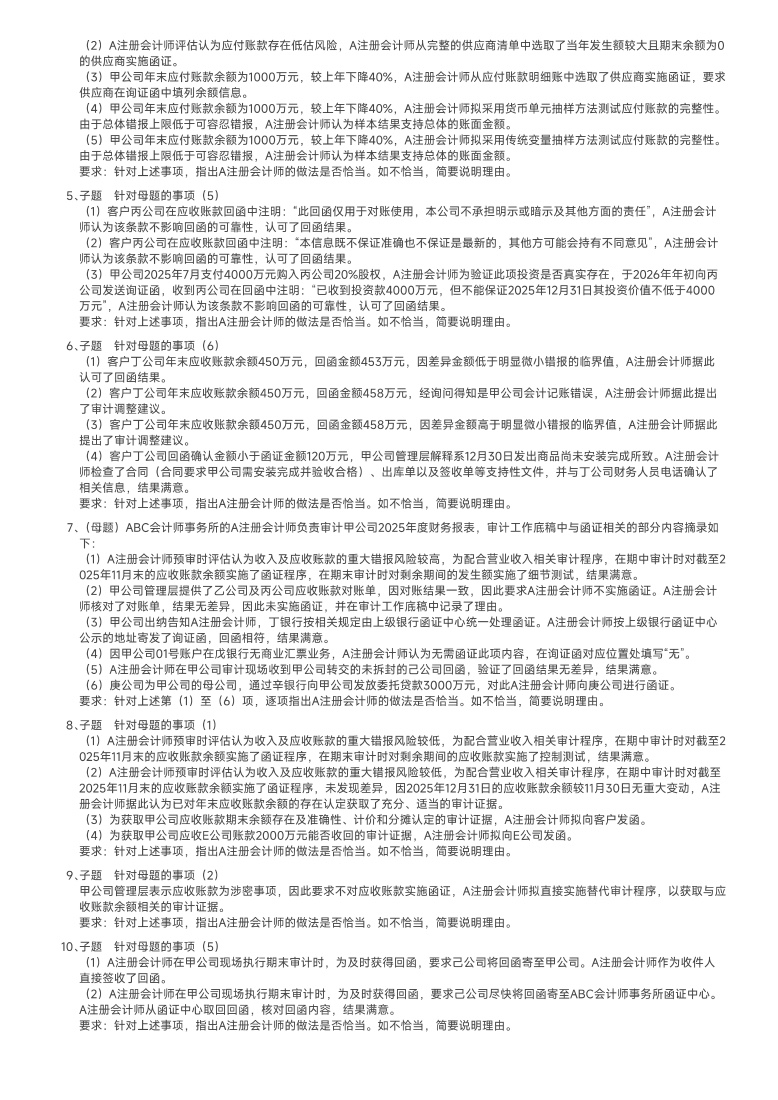 （2）A注册会计师评估认为应付账款存在低估风险，A注册会计师从完整的供应商清单中选取了当年发生额较大且期末余额为0
的供应商实施函证。
（3）甲公司年末应付账款余额为1000万元，较上年下降40%，A注册会计师从应付账款明细账中选取了供应商实施函证，要求
供应商在询证函中填列余额信息。
（4）甲公司年末应付账款余额为1000万元，较上年下降40%，A注册会计师拟采用货币单元抽样方法测试应付账款的完整性。
由于总体错报上限低于可容忍错报，A注册会计师认为样本结果支持总体的账面金额。
（5）甲公司年末应付账款余额为1000万元，较上年下降40%，A注册会计师拟采用传统变量抽样方法测试应付账款的完整性。
由于总体错报上限低于可容忍错报，A注册会计师认为样本结果支持总体的账面金额。
要求：针对上述事项，指出A注册会计师的做法是否恰当。如不恰当，简要说明理由。
5、子题　针对母题的事项（5）
（1）客户丙公司在应收账款回函中注明：“此回函仅用于对账使用，本公司不承担明示或暗示及其他方面的责任”，A注册会计
师认为该条款不影响回函的可靠性，认可了回函结果。
（2）客户丙公司在应收账款回函中注明：“本信息既不保证准确也不保证是最新的，其他方可能会持有不同意见”，A注册会计
师认为该条款不影响回函的可靠性，认可了回函结果。
（3）甲公司2025年7月支付4000万元购入丙公司20%股权，A注册会计师为验证此项投资是否真实存在，于2026年年初向丙
公司发送询证函，收到丙公司在回函中注明：“已收到投资款4000万元，但不能保证2025年12月31日其投资价值不低于4000
万元”，A注册会计师认为该条款不影响回函的可靠性，认可了回函结果。
要求：针对上述事项，指出A注册会计师的做法是否恰当。如不恰当，简要说明理由。
6、子题　针对母题的事项（6）
（1）客户丁公司年末应收账款余额450万元，回函金额453万元，因差异金额低于明显微小错报的临界值，A注册会计师据此
认可了回函结果。
（2）客户丁公司年末应收账款余额450万元，回函金额458万元，经询问得知是甲公司会计记账错误，A注册会计师据此提出
了审计调整建议。
（3）客户丁公司年末应收账款余额450万元，回函金额458万元，因差异金额高于明显微小错报的临界值，A注册会计师据此
提出了审计调整建议。
（4）客户丁公司回函确认金额小于函证金额120万元，甲公司管理层解释系12月30日发出商品尚未安装完成所致。A注册会计
师检查了合同（合同要求甲公司需安装完成并验收合格）、出库单以及签收单等支持性文件，并与丁公司财务人员电话确认了
相关信息，结果满意。
要求：针对上述事项，指出A注册会计师的做法是否恰当。如不恰当，简要说明理由。
7、（母题）ABC会计师事务所的A注册会计师负责审计甲公司2025年度财务报表，审计工作底稿中与函证相关的部分内容摘录如
下：
（1）A注册会计师预审时评估认为收入及应收账款的重大错报风险较高，为配合营业收入相关审计程序，在期中审计时对截至2
025年11月末的应收账款余额实施了函证程序，在期末审计时对剩余期间的发生额实施了细节测试，结果满意。
（2）甲公司管理层提供了乙公司及丙公司应收账款对账单，因对账结果一致，因此要求A注册会计师不实施函证。A注册会计
师核对了对账单，结果无差异，因此未实施函证，并在审计工作底稿中记录了理由。
（3）甲公司出纳告知A注册会计师，丁银行按相关规定由上级银行函证中心统一处理函证。A注册会计师按上级银行函证中心
公示的地址寄发了询证函，回函相符，结果满意。
（4）因甲公司01号账户在戊银行无商业汇票业务，A注册会计师认为无需函证此项内容，在询证函对应位置处填写“无”。
（5）A注册会计师在甲公司审计现场收到甲公司转交的未拆封的己公司回函，验证了回函结果无差异，结果满意。
（6）庚公司为甲公司的母公司，通过辛银行向甲公司发放委托贷款3000万元，对此A注册会计师向庚公司进行函证。
要求：针对上述第（1）至（6）项，逐项指出A注册会计师的做法是否恰当。如不恰当，简要说明理由。
8、子题　针对母题的事项（1）
（1）A注册会计师预审时评估认为收入及应收账款的重大错报风险较低，为配合营业收入相关审计程序，在期中审计时对截至2
025年11月末的应收账款余额实施了函证程序，在期末审计时对剩余期间的应收账款实施了控制测试，结果满意。
（2）A注册会计师预审时评估认为收入及应收账款的重大错报风险较低，为配合营业收入相关审计程序，在期中审计时对截至
2025年11月末的应收账款余额实施了函证程序，未发现差异，因2025年12月31日的应收账款余额较11月30日无重大变动，A注
册会计师据此认为已对年末应收账款余额的存在认定获取了充分、适当的审计证据。
（3）为获取甲公司应收账款期末余额存在及准确性、计价和分摊认定的审计证据，A注册会计师拟向客户发函。
（4）为获取甲公司应收E公司账款2000万元能否收回的审计证据，A注册会计师拟向E公司发函。
要求：针对上述事项，指出A注册会计师的做法是否恰当。如不恰当，简要说明理由。
9、子题　针对母题的事项（2）
甲公司管理层表示应收账款为涉密事项，因此要求不对应收账款实施函证，A注册会计师拟直接实施替代审计程序，以获取与应
收账款余额相关的审计证据。
要求：针对上述事项，指出A注册会计师的做法是否恰当。如不恰当，简要说明理由。
10、子题　针对母题的事项（5）
（1）A注册会计师在甲公司现场执行期末审计时，为及时获得回函，要求己公司将回函寄至甲公司。A注册会计师作为收件人
直接签收了回函。
（2）A注册会计师在甲公司现场执行期末审计时，为及时获得回函，要求己公司尽快将回函寄至ABC会计师事务所函证中心。
A注册会计师从函证中心取回回函，核对回函内容，结果满意。
要求：针对上述事项，指出A注册会计师的做法是否恰当。如不恰当，简要说明理由。